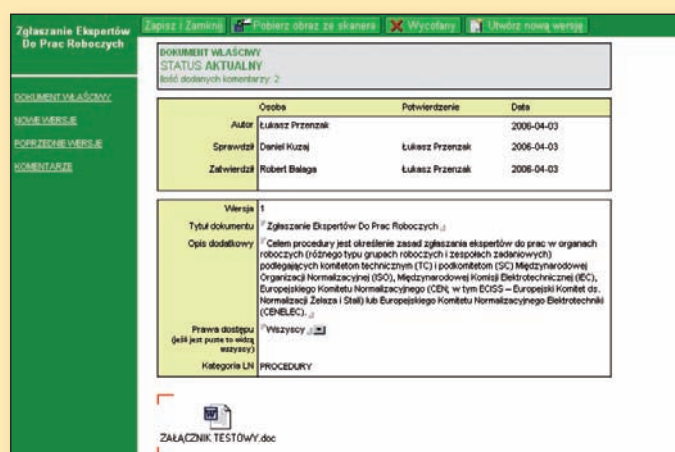 Zgłaszanie Ekspertów
Do Prac Roboczych
Zapisz i Zamknij Pobierz obraz ze skanera Wycofany Utwórz nową wersję
DOKUMENT WŁAŚCIWY
NOWE WERSJE
POPRZEDNIE WERSJE
KOMENTARZE
DOKUMENT WŁAŚCIWY
STATUS AKTUALNY
Ilość dodanych komentarzy: 2
Osoba Potwierdzenie Data
Autor Łukasz Przenzak 2006-04-03
Sprawdził Daniel Kuzaj Łukasz Przenzak 2006-04-03
Zatwierdził Robert Balaga Łukasz Przenzak 2006-04-03
Wersja 1
Tytuł dokumentu Zgłaszanie Ekspertów Do Prac Roboczych
Opis dodatkowy Celem procedury jest określenie zasad zgłaszania ekspertów do prac w organach
roboczych (różnego typu grupach roboczych i zespołach zadaniowych)
podlegających komitetom technicznym (TC) i podkomitetom (SC) Międzynarodowej
Organizacji Normalizacyjnej (ISO), Międzynarodowej Komisji Elektrotechnicznej (IEC),
Europejskiego Komitetu Normalizacyjnego (CEN; w tym ECISS – Europejski Komitet ds.
Normalizacji Żelaza i Stali) lub Europejskiego Komitetu Normalizacyjnego Elektrotechniki
(CENELEC).
Prawa dostępu Wszyscy
(jeśli jest puste to widzą
wszyscy)
Kategoria LN PROCEDURY
ZAŁĄCZNIK TESTOWY.doc